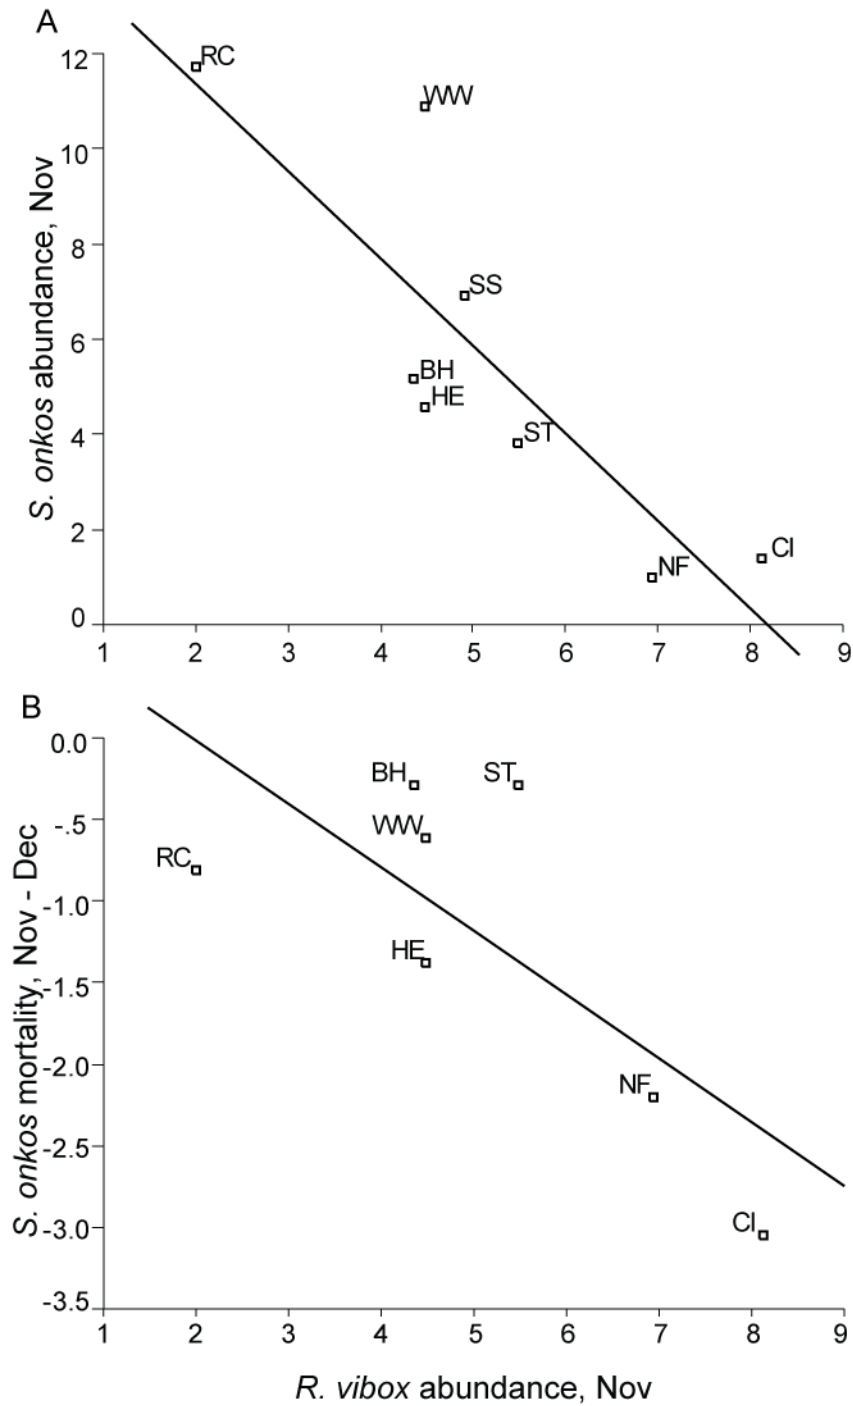 A
S. onkos abundance, Nov
12
10
8
6
4
2
0
RC
WW
SS
BH
HE
ST
NF
CI
1 2 3 4 5 6 7 8 9
B
S. onkos mortality, Nov - Dec
0.0
-.5
-1.0
-1.5
-2.0
-2.5
-3.0
-3.5
BH
ST
WW
RC
HE
NF
CI
1 2 3 4 5 6 7 8 9
R. vibox abundance, Nov